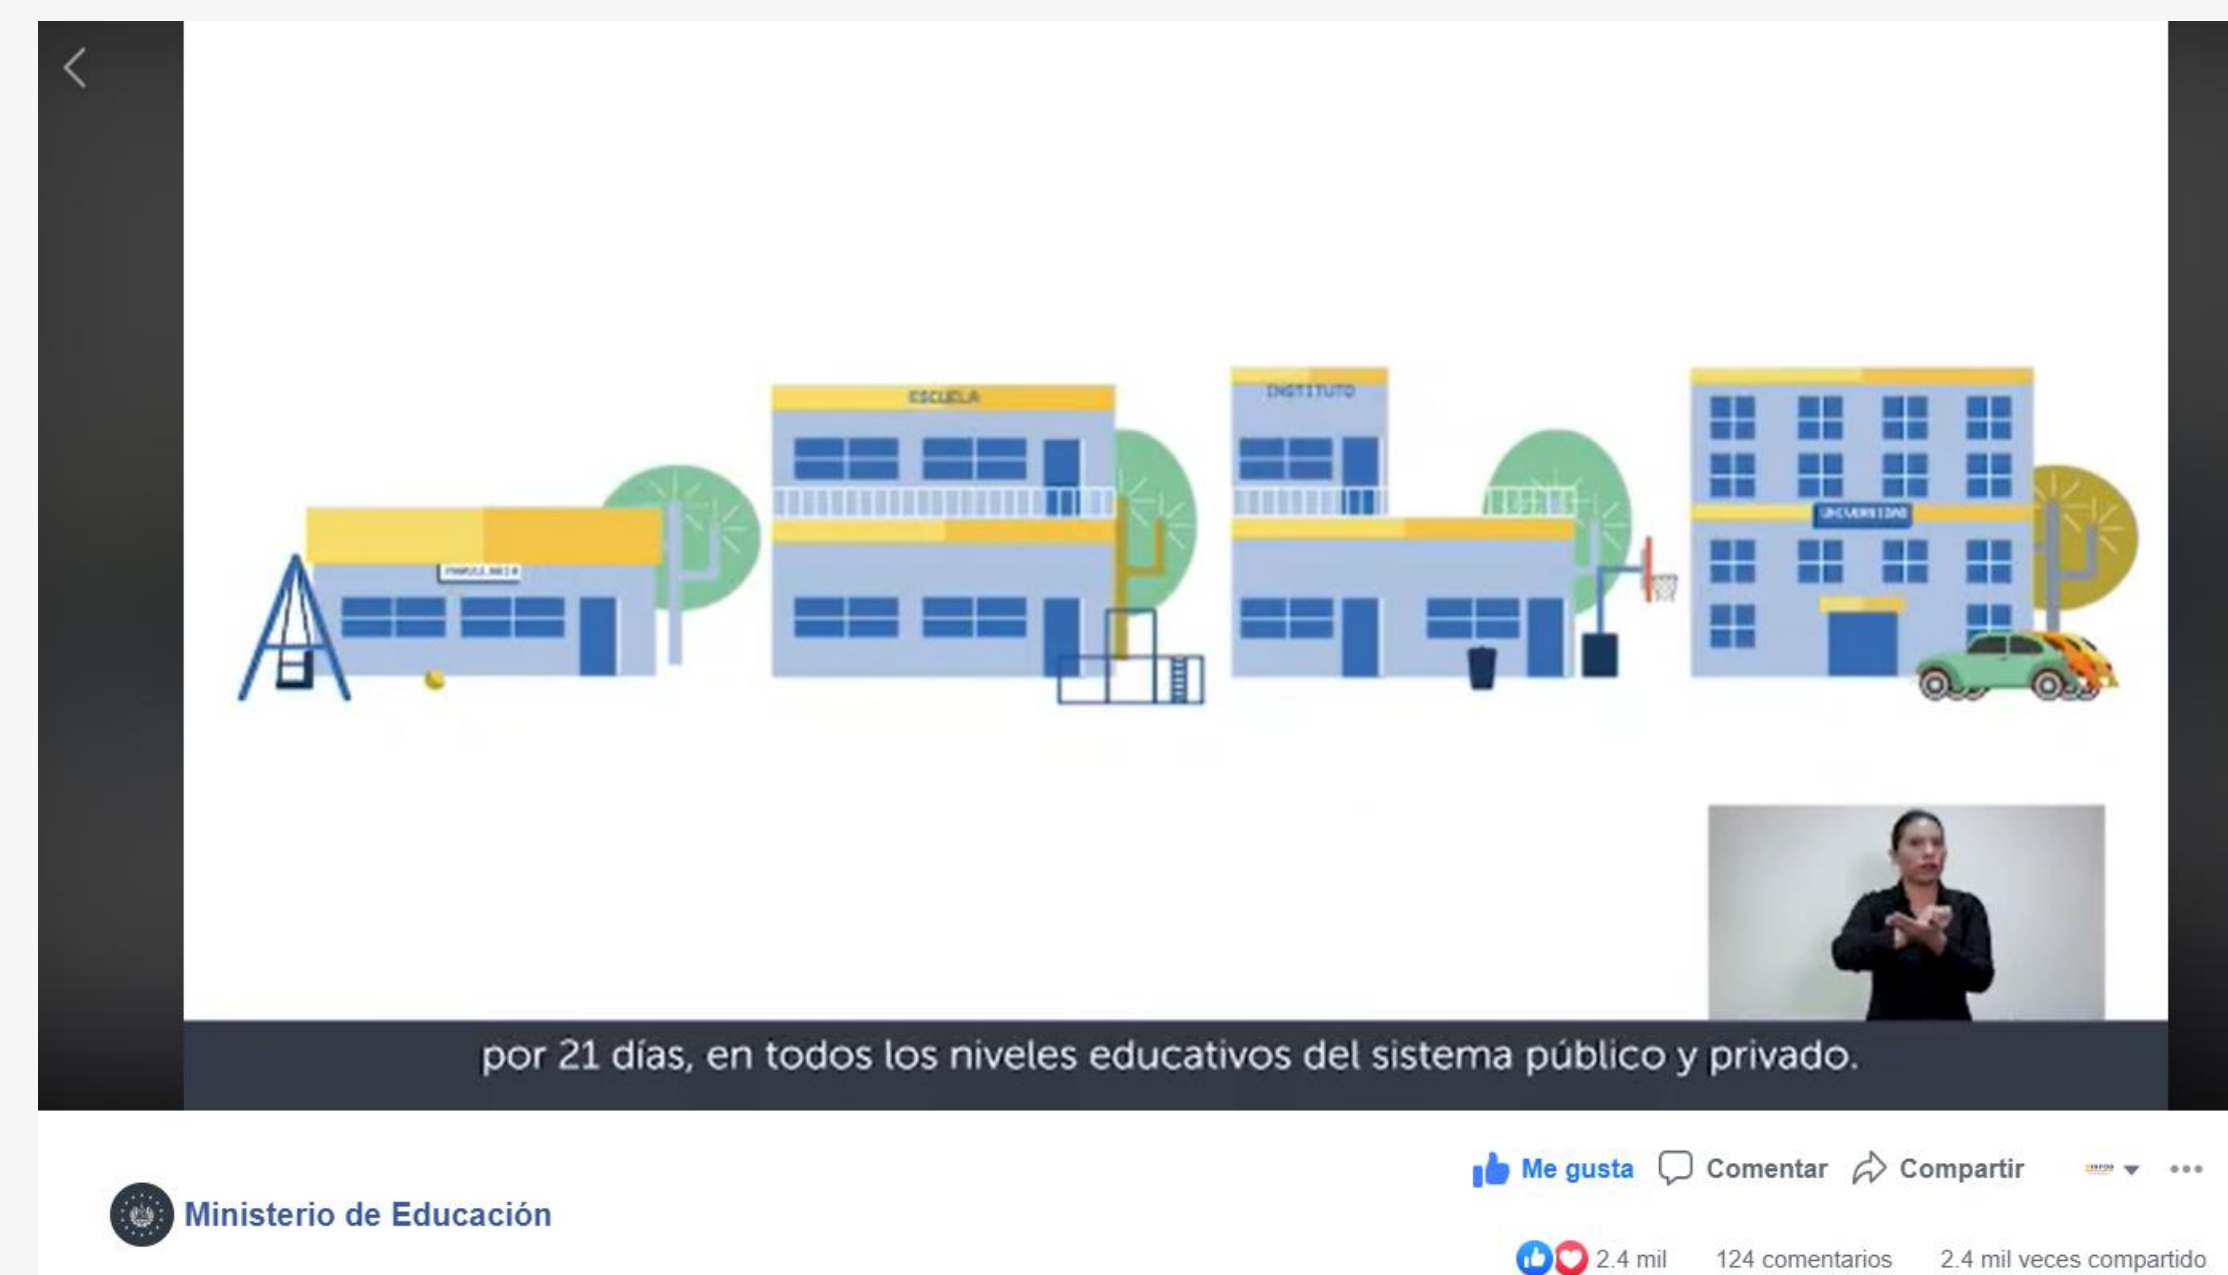 ESCUELA
INSTITUTO
UNIVERSIDAD
por 21 días, en todos los niveles educativos del sistema público y privado.
Me gusta
Comentar
Compartir
Ministerio de Educación
2.4 mil
124 comentarios
2.4 mil veces compartido